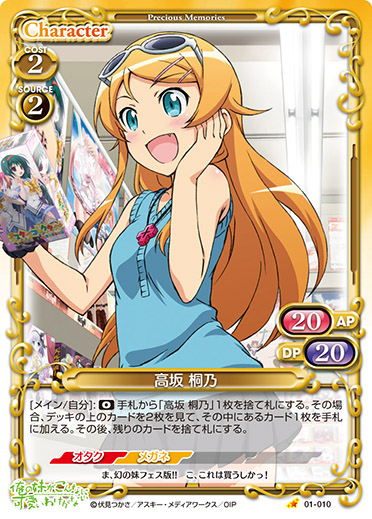 Precious Memories
Character
COST
2
SOURCE
2
20 AP
DP 20
高坂 桐乃
[メイン/自分]: 手札から「高坂 桐乃」1枚を捨て札にする。その場
合、デッキの上のカードを2枚を見て、その中にあるカード1枚を手札
に加える。その後、残りのカードを捨て札にする。
オタク メガネ
ま、幻の妹フェス版!! こ、これは買うしかっ!
俺の妹がこんなに
可愛いわけがない
©伏見つかさ/アスキー・メディアワークス/OIP
01-010